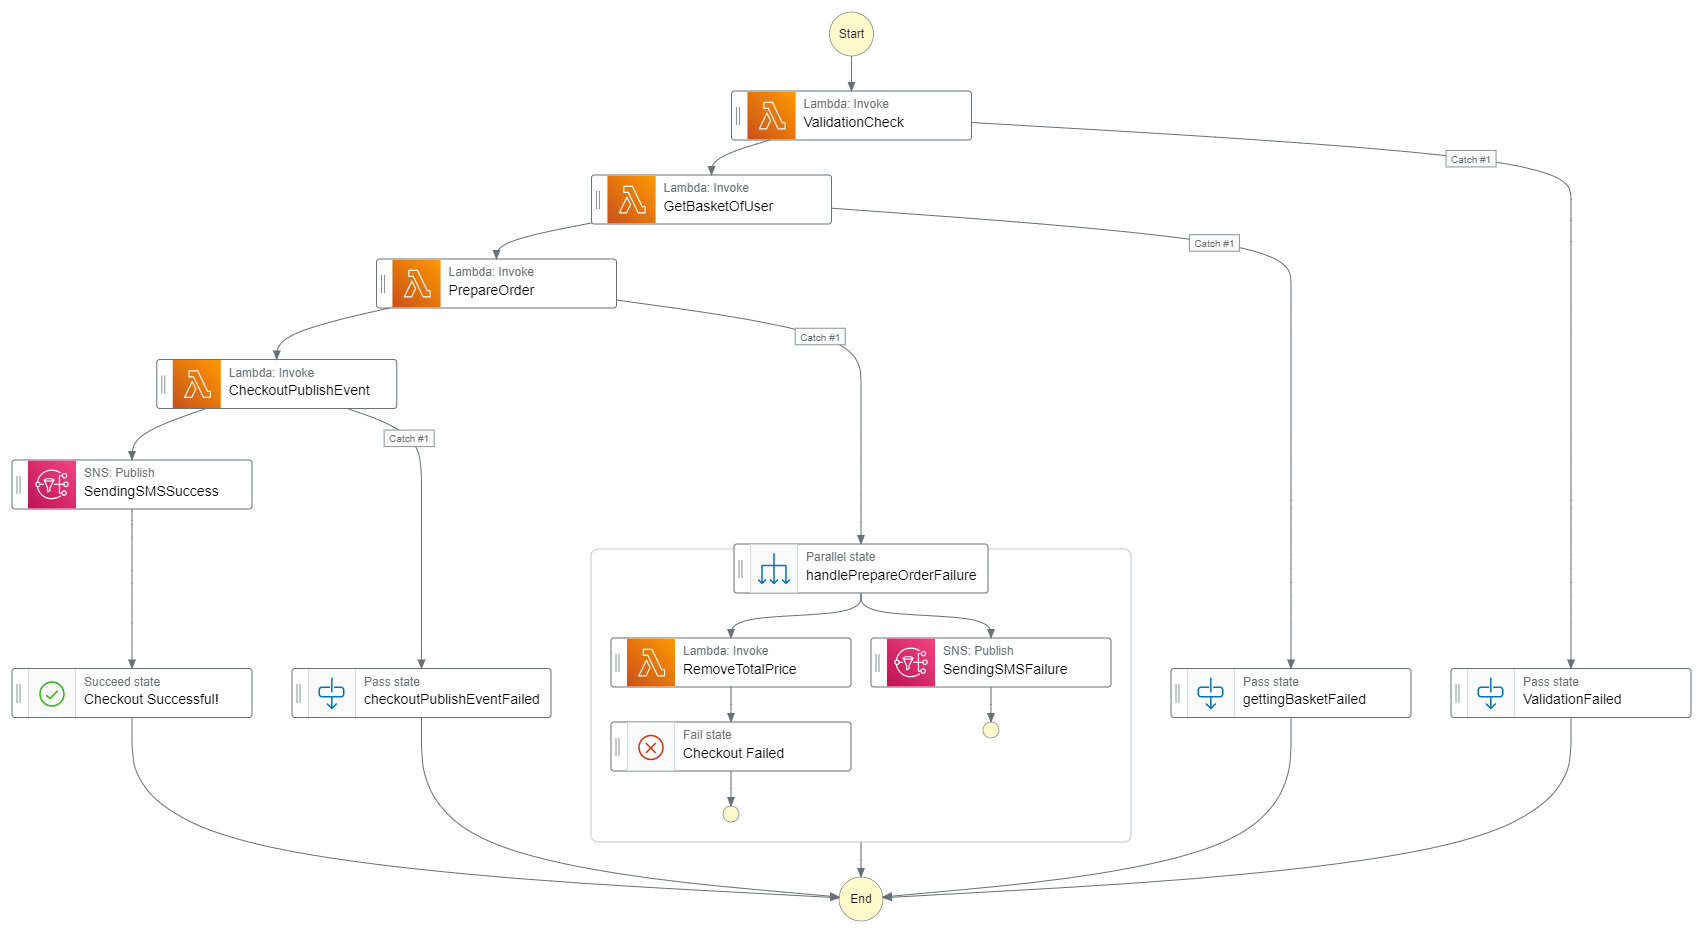 Start
Lambda: Invoke
ValidationCheck
Catch #1
Lambda: Invoke
GetBasketOfUser
Catch #1
Lambda: Invoke
PrepareOrder
Catch #1
Lambda: Invoke
CheckoutPublishEvent
Catch #1
SNS: Publish
SendingSMSSuccess
Parallel state
handlePrepareOrderFailure
Lambda: Invoke
RemoveTotalPrice
SNS: Publish
SendingSMSFailure
Succeed state
Checkout Successful!
Pass state
checkoutPublishEventFailed
Pass state
gettingBasketFailed
Pass state
ValidationFailed
Fail state
Checkout Failed
End